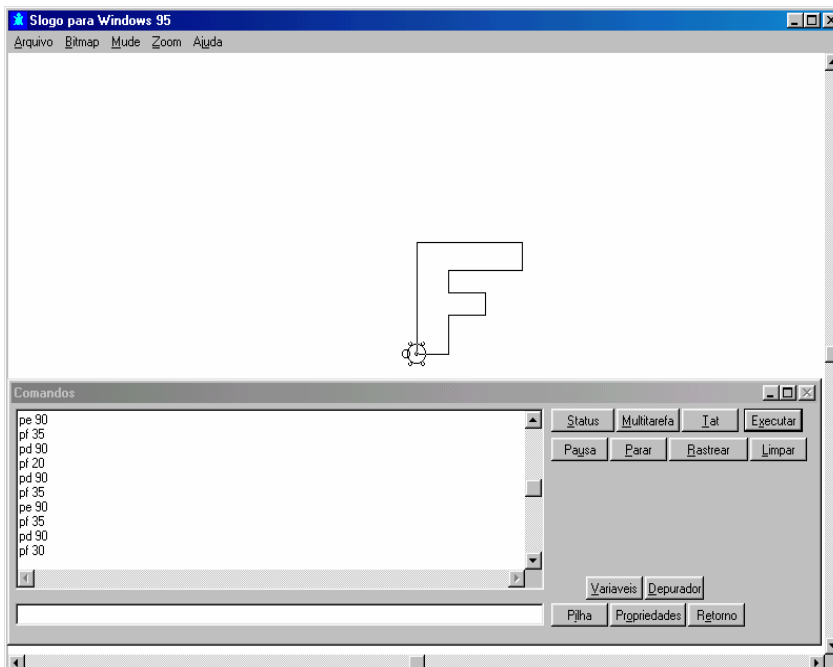 Slogo para Windows 95
Arquivo Bitmap Mude Zoom Ajuda
Comandos
pe 90
pf 35
pd 90
pf 20
pd 90
pf 35
pe 90
pf 35
pd 90
pf 30
Status Multitarefa Tat Executar
Pausa Parar Rastrear Limpar
Variaveis Depurador
Pilha Propriedades Retorno